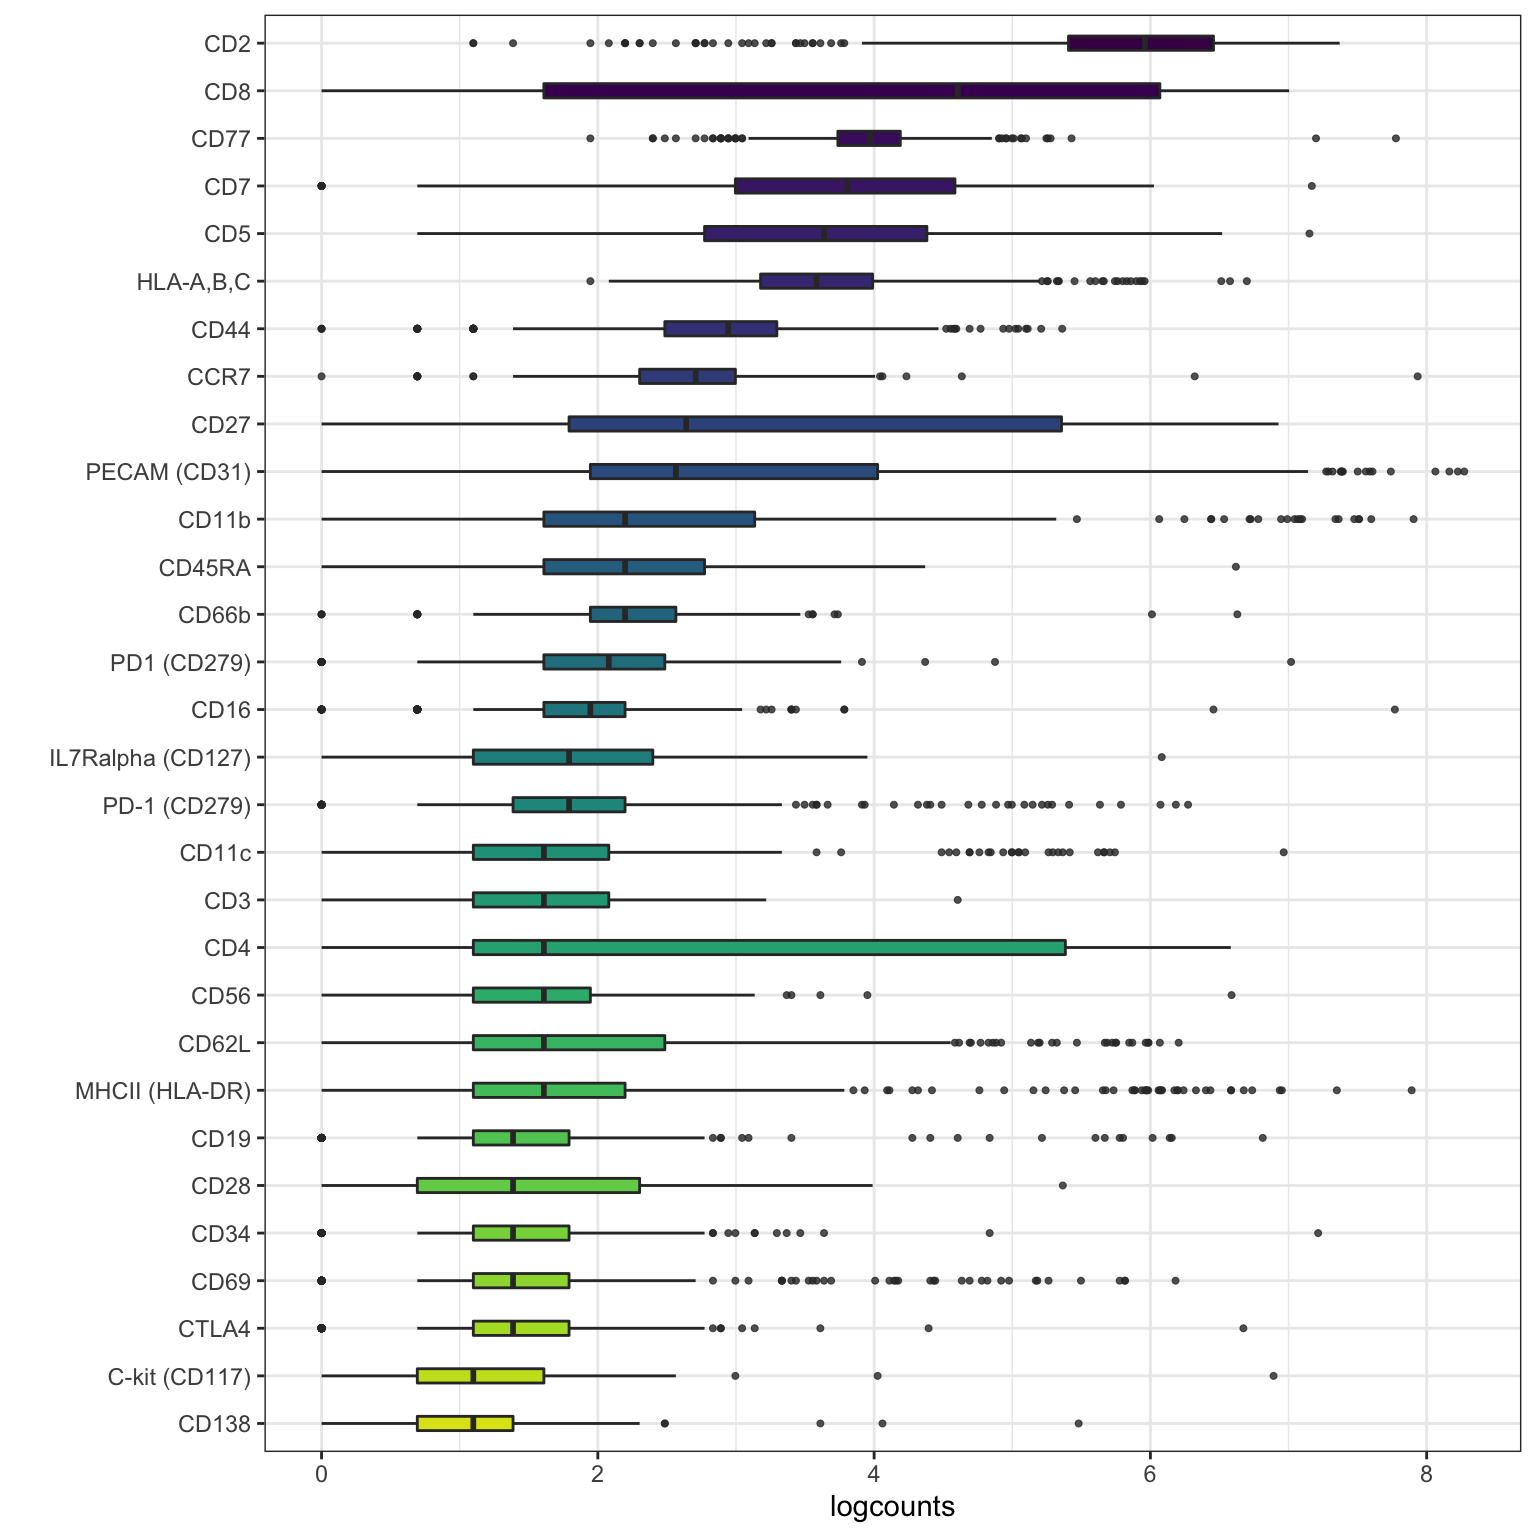 CD2
CD8
CD77
CD7
CD5
HLA-A,B,C
CD44
CCR7
CD27
PECAM (CD31)
CD11b
CD45RA
CD66b
PD1 (CD279)
CD16
IL7Ralpha (CD127)
PD-1 (CD279)
CD11c
CD3
CD4
CD56
CD62L
MHCII (HLA-DR)
CD19
CD28
CD34
CD69
CTLA4
C-kit (CD117)
CD138
0 2 4 6 8
logcounts